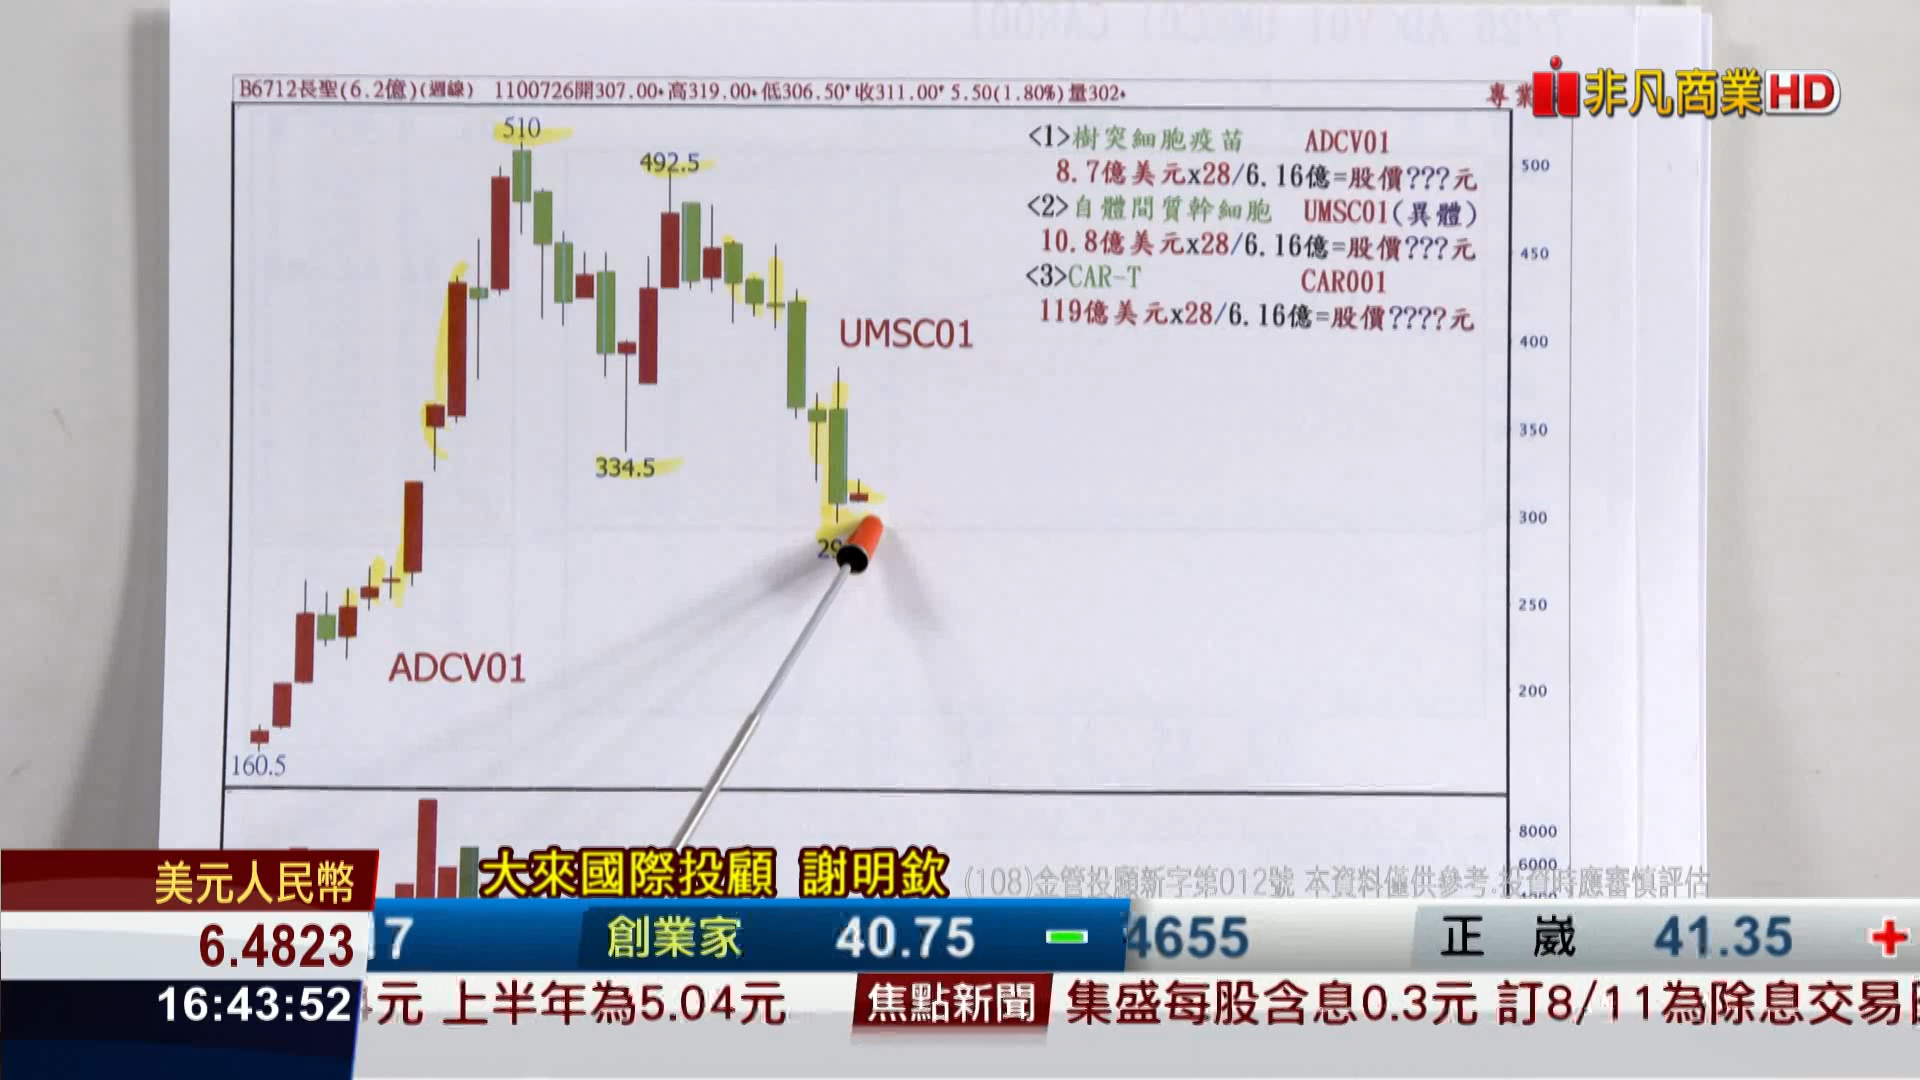 B6712長聖(6.2億)(週線) 1100726開307.00 高319.00 低306.50 收311.00 5.50(1.80%)量302
專業
非凡商業HD
510
492.5
334.5
160.5
UMSC01
ADCV01
<1>樹突細胞疫苗 ADCV01
8.7億美元x28/6.16億=股價???元
<2>自體間質幹細胞 UMSC01(異體)
10.8億美元x28/6.16億=股價???元
<3>CAR-T CAR001
119億美元x28/6.16億=股價????元
500
450
400
350
300
250
200
8000
6000
大來國際投顧 謝明欽
(108)金管投顧新字第012號 本資料僅供參考.投資時應審慎評估
美元人民幣
6.4823
16:43:52
7 創業家 40.75 4655 正崴 41.35
元 上半年為5.04元 焦點新聞 集盛每股含息0.3元 訂8/11為除息交易